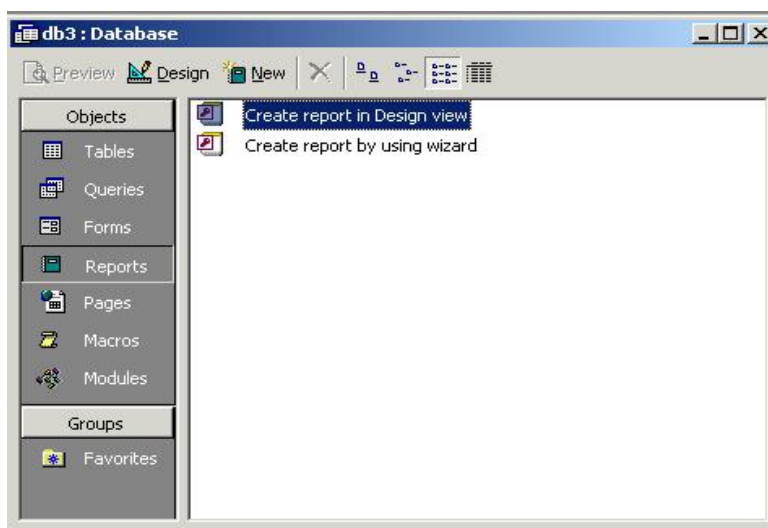 db3 : Database
Preview Design New
Objects
Tables
Queries
Forms
Reports
Pages
Macros
Modules
Groups
Favorites
Create report in Design view
Create report by using wizard